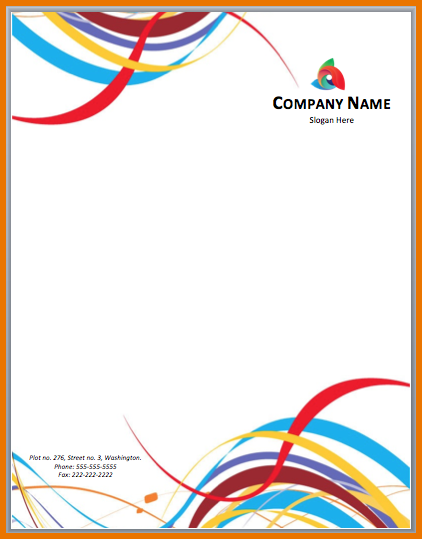 COMPANY NAME
Slogan Here
Plot no. 276, Street no. 3, Washington.
Phone: 555-555-5555
Fax: 222-222-2222